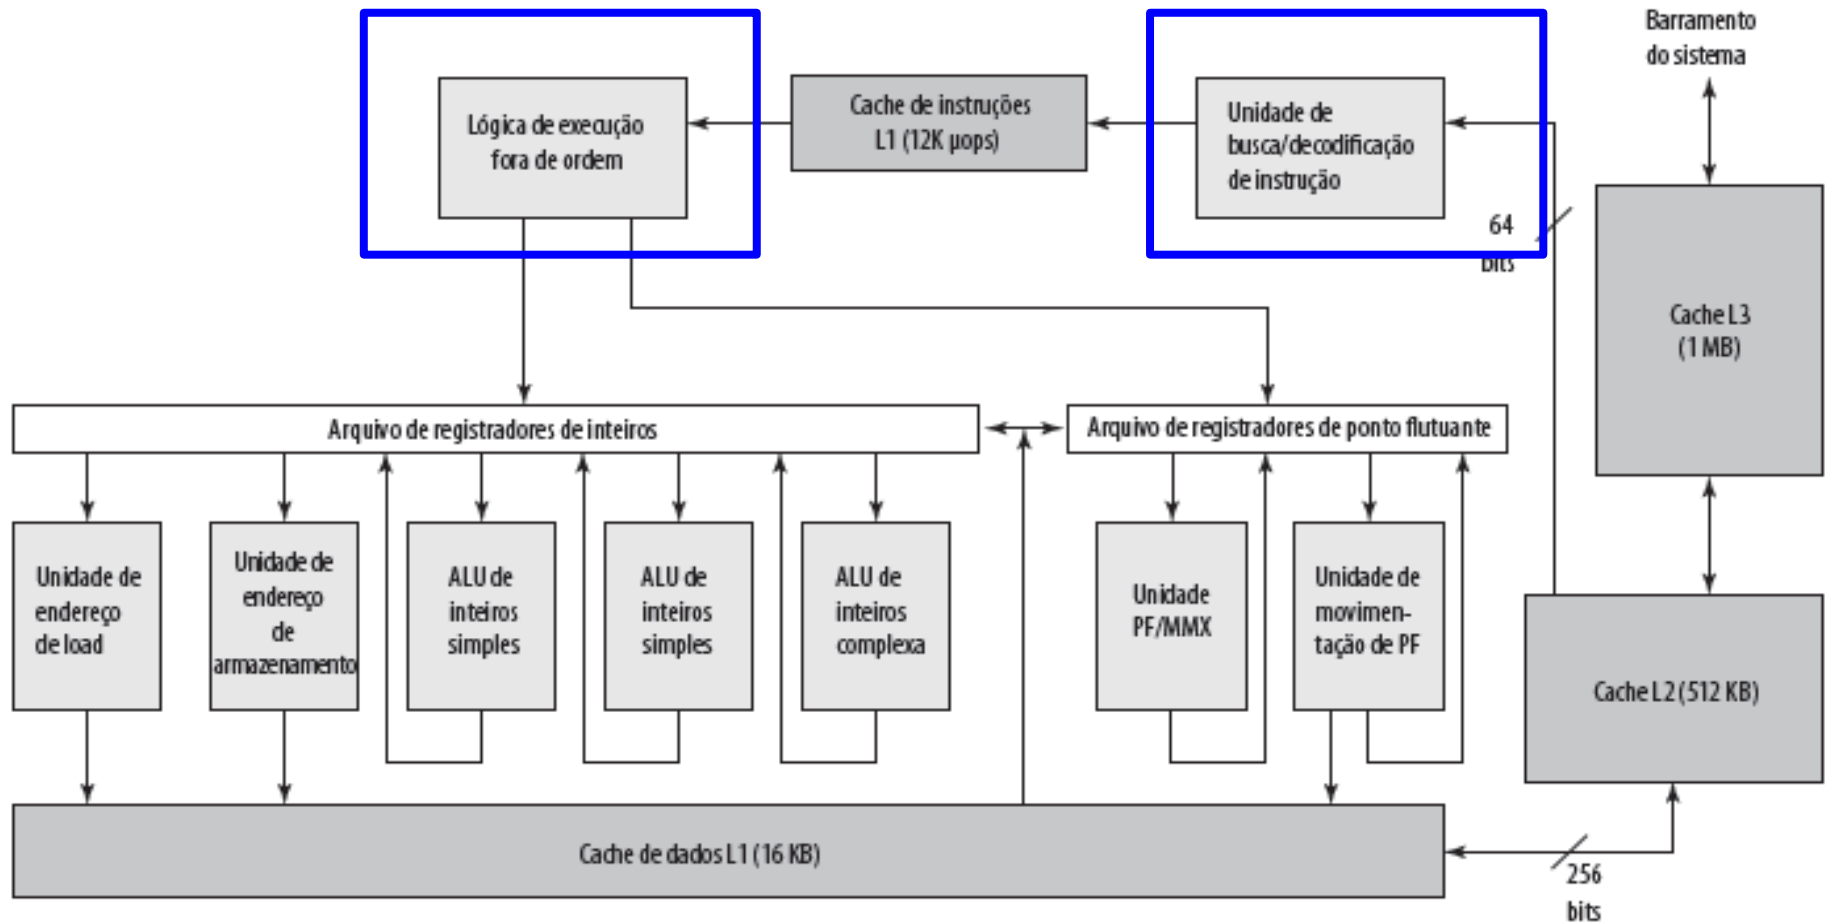 Barramento
do sistema
Lógica de execução
fora de ordem
Cache de instruções
L1 (12K µops)
Unidade de
busca/decodificação
de instrução
64
bits
Cache L3
(1 MB)
Arquivo de registradores de inteiros
Arquivo de registradores de ponto flutuante
Unidade de
endereço
de load
Unidade de
endereço
de
armazenamento
ALU de
inteiros
simples
ALU de
inteiros
simples
ALU de
inteiros
complexa
Unidade
PF/MMX
Unidade de
movimen-
tação de PF
Cache L2 (512 KB)
Cache de dados L1 (16 KB)
256
bits